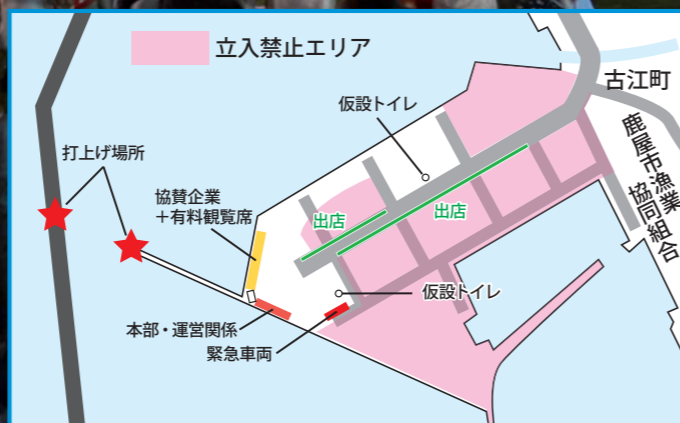 立入禁止エリア
古江町
仮設トイレ
鹿屋市漁業
協同組合
打上げ場所
協賛企業
＋有料観覧席
出店
出店
仮設トイレ
本部・運営関係
緊急車両